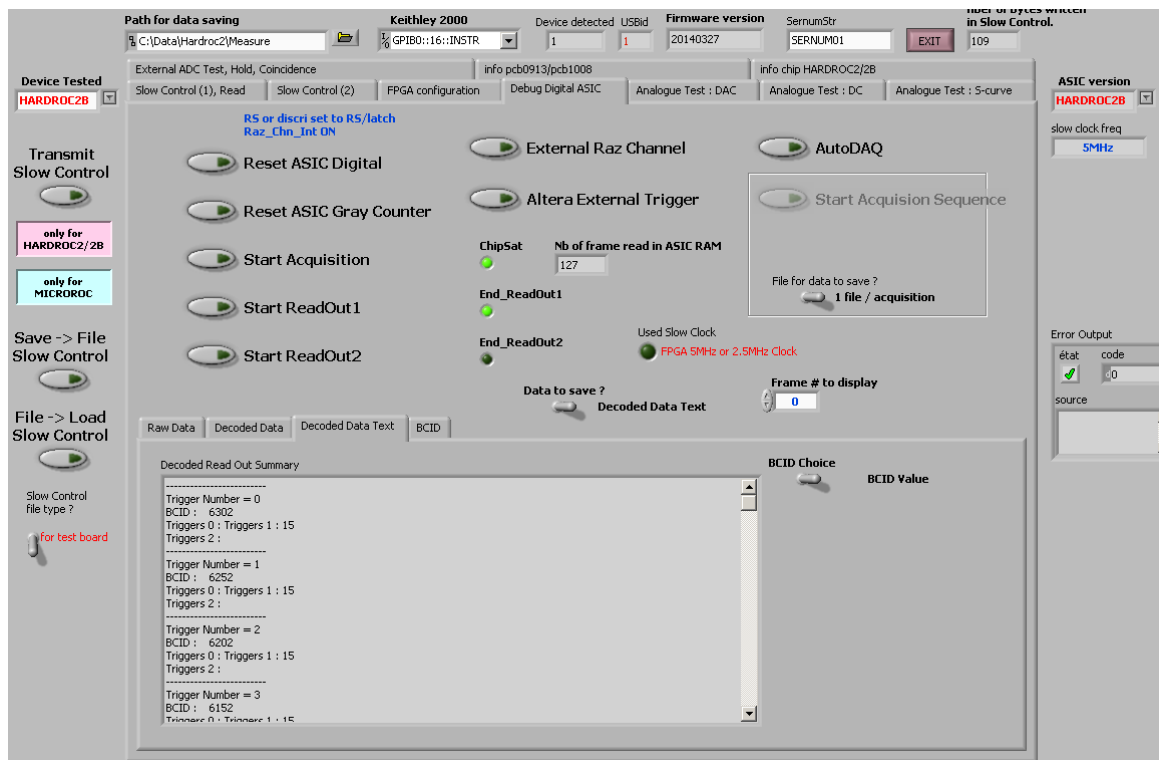 Path for data saving
Keithley 2000
Device detected
USBid
Firmware version
SernumStr
in Slow Control.
C:\Data\Hardroc2\Measure
GPIB0::16::INSTR
1
1
20140327
SERNUM01
EXIT
109
Device Tested
HARDROC2B
Transmit
Slow Control
only for
HARDROC2/2B
only for
MICROROC
Save -> File
Slow Control
File -> Load
Slow Control
Slow Control
file type ?
for test board
External ADC Test, Hold, Coincidence
info pcb0913/pcb1008
info chip HARDROC2/2B
Slow Control (1), Read
Slow Control (2)
FPGA configuration
Debug Digital ASIC
Analogue Test : DAC
Analogue Test : DC
Analogue Test : S-curve
RS or discri set to RS/latch
Raz_Chn_Int ON
Reset ASIC Digital
External Raz Channel
AutoDAQ
Reset ASIC Gray Counter
Altera External Trigger
Start Acquision Sequence
Start Acquisition
ChipSat
Nb of frame read in ASIC RAM
127
File for data to save ?
1 file / acquisition
Start ReadOut1
End_ReadOut1
Start ReadOut2
End_ReadOut2
Used Slow Clock
FPGA 5MHz or 2.5MHz Clock
Data to save ?
Decoded Data Text
Frame # to display
0
Raw Data
Decoded Data
Decoded Data Text
BCID
Decoded Read Out Summary
-------------------------
Trigger Number = 0
BCID : 6302
Triggers 0 : Triggers 1 : 15
Triggers 2 :
-------------------------
Trigger Number = 1
BCID : 6252
Triggers 0 : Triggers 1 : 15
Triggers 2 :
-------------------------
Trigger Number = 2
BCID : 6202
Triggers 0 : Triggers 1 : 15
Triggers 2 :
-------------------------
Trigger Number = 3
BCID : 6152
Triggers 0 : Triggers 1 : 15
BCID Choice
BCID Value
ASIC version
HARDROC2B
slow clock freq
5MHz
Error Output
état
code
0
source